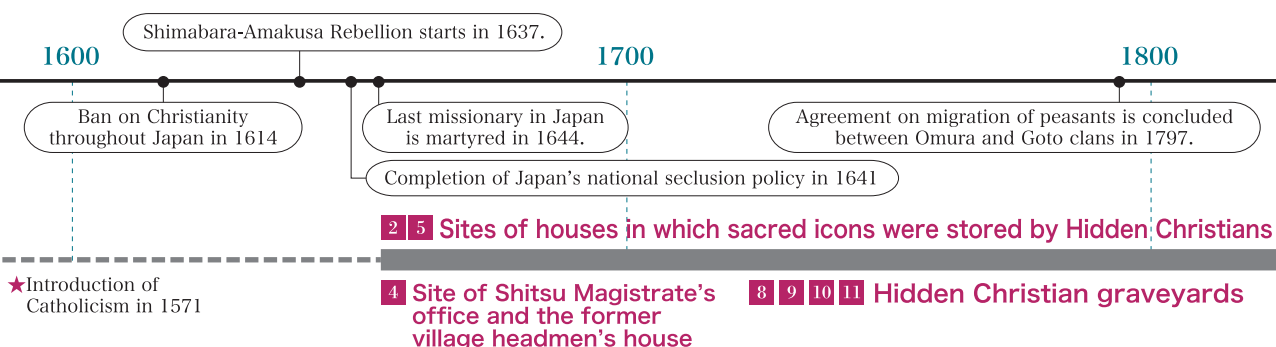 Shimabara-Amakusa Rebellion starts in 1637.
1600
1700
1800
Ban on Christianity
throughout Japan in 1614
Last missionary in Japan
is martyred in 1644.
Agreement on migration of peasants is concluded
between Omura and Goto clans in 1797.
Completion of Japan's national seclusion policy in 1641
2 5 Sites of houses in which sacred icons were stored by Hidden Christians
★Introduction of
Catholicism in 1571
4 Site of Shitsu Magistrate's
office and the former
village headmen's house
8 9 10 11 Hidden Christian graveyards